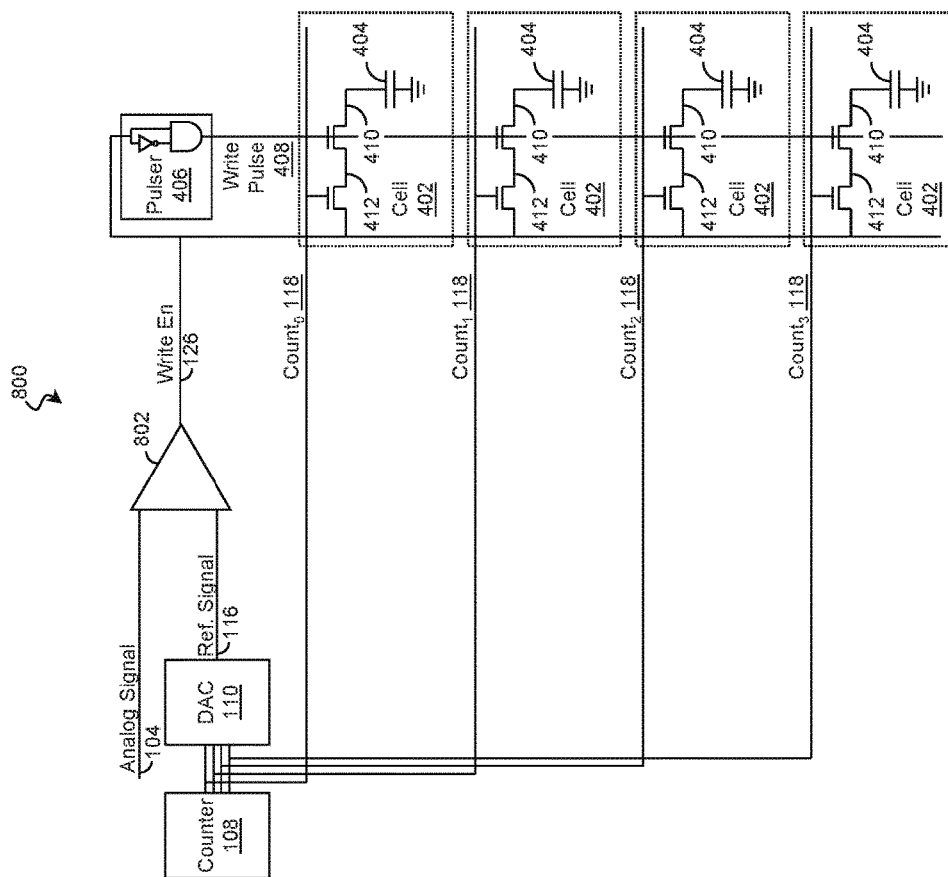 800
Counter
108
Analog Signal
104
DAC
110
Ref. Signal
116
802
Write En
126
Pulser
406
Write
Pulse
408
Count0 118
Count1 118
Count2 118
Count3 118
412
410
404
Cell
402
412
410
404
Cell
402
412
410
404
Cell
402
412
410
404
Cell
402